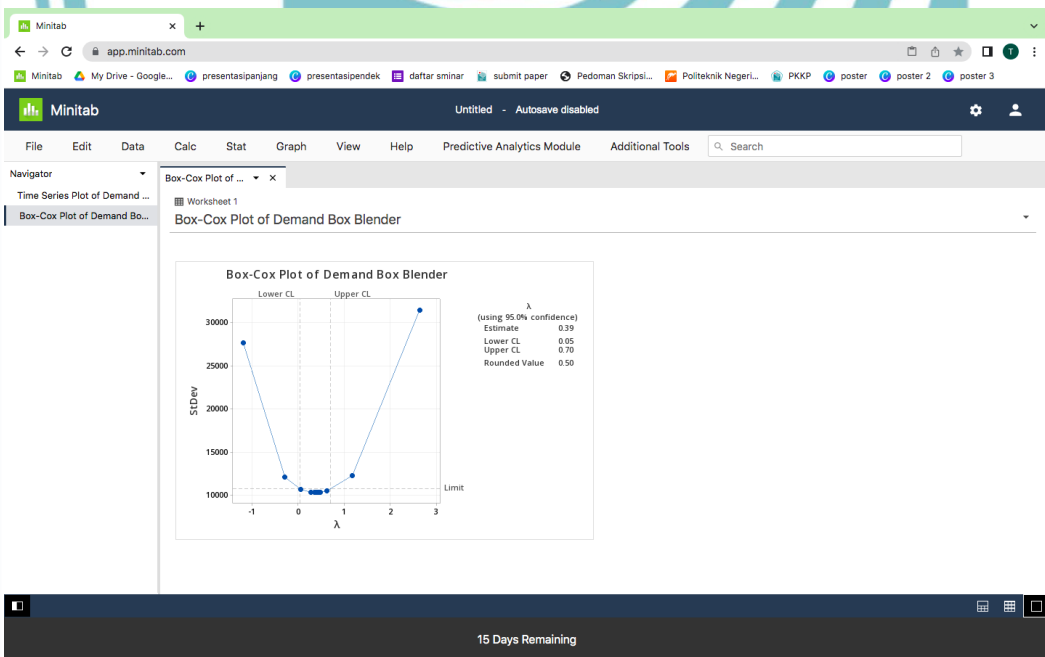 Minitab
app.minitab.com
T
Minitab
My Drive - Google...
presentasipanjang
presentasipendek
daftar sminar
submit paper
Pedoman Skripsi...
Politeknik Negeri...
PKKP
poster
poster 2
poster 3
Minitab
Untitled - Autosave disabled
File Edit Data Calc Stat Graph View Help Predictive Analytics Module Additional Tools Search
Navigator
Time Series Plot of Demand ...
Box-Cox Plot of Demand Bo...
Box-Cox Plot of ...
Worksheet 1
Box-Cox Plot of Demand Box Blender
Box-Cox Plot of Demand Box Blender
Lower CL Upper CL
30000
25000
20000
15000
10000
StDev
-1 0 1 2 3
λ
Limit
λ
(using 95.0% confidence)
Estimate 0.39
Lower CL 0.05
Upper CL 0.70
Rounded Value 0.50
15 Days Remaining